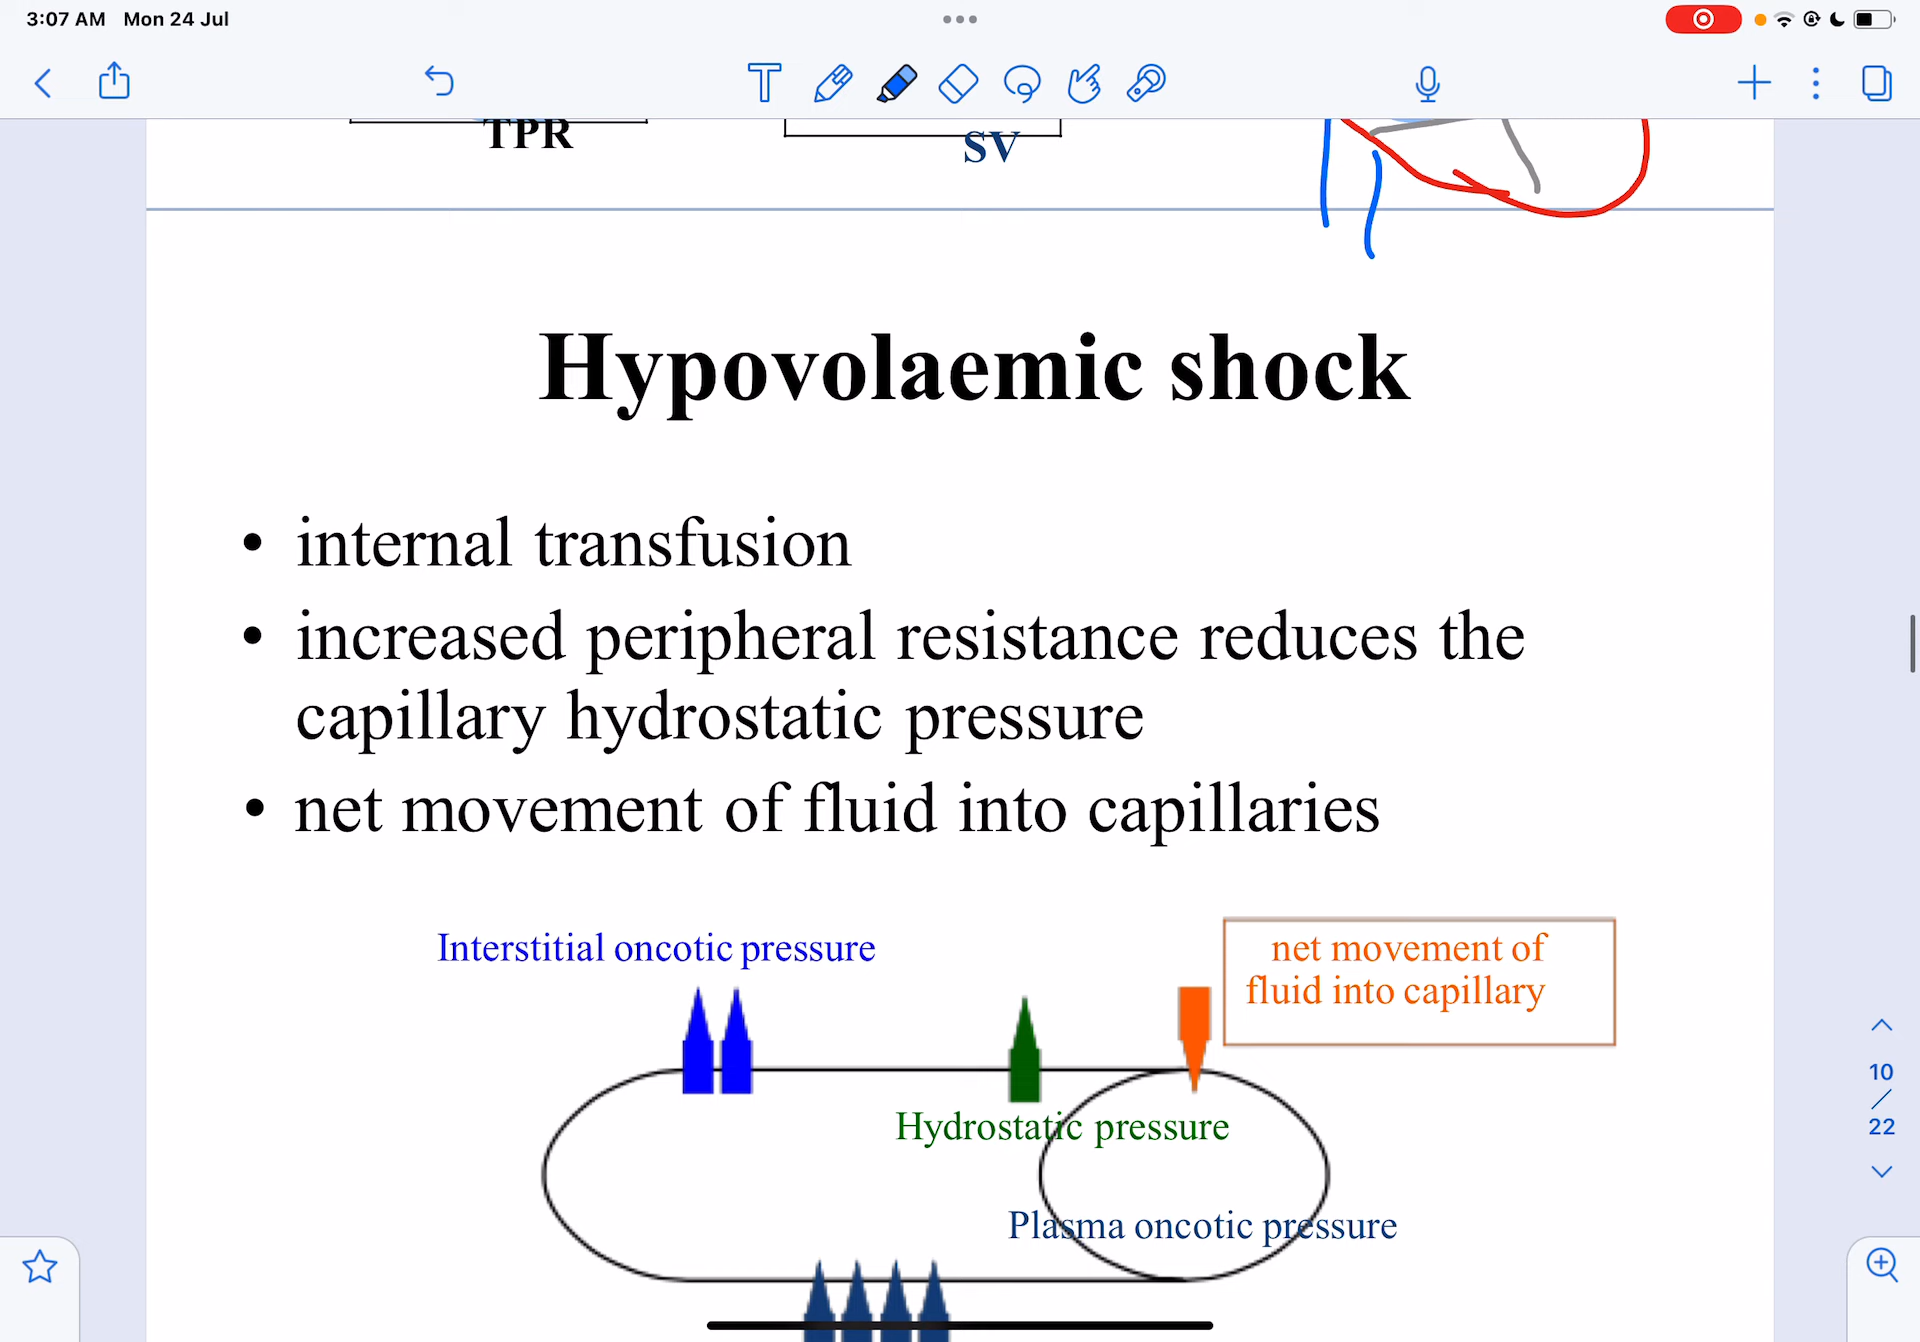 3:07 AM Mon 24 Jul
TPR
SV
Hypovolaemic shock
• internal transfusion
• increased peripheral resistance reduces the
capillary hydrostatic pressure
• net movement of fluid into capillaries
Interstitial oncotic pressure
net movement of
fluid into capillary
Hydrostatic pressure
Plasma oncotic pressure
10
/
22